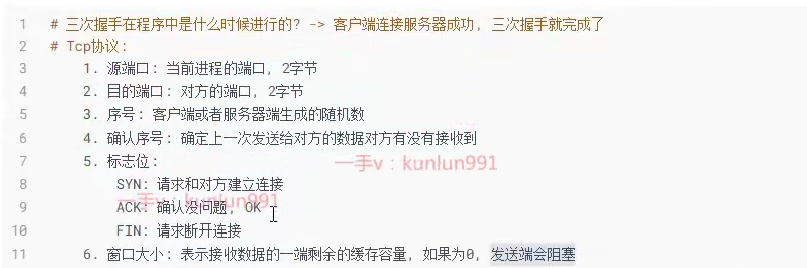 1 # 三次握手在程序中是什么时候进行的? -> 客户端连接服务器成功, 三次握手就完成了
2 # Tcp协议:
3 1. 源端口: 当前进程的端口, 2字节
4 2. 目的端口: 对方的端口, 2字节
5 3. 序号: 客户端或者服务器端生成的随机数
6 4. 确认序号: 确定上一次发送给对方的数据对方有没有接收到
7 5. 标志位:
一手v：kunlun991
8 SYN: 请求和对方建立连接
一手v：kunlun991
9 ACK: 确认没问题, OK
10 FIN: 请求断开连接
11 6. 窗口大小: 表示接收数据的一端剩余的缓存容量, 如果为0, 发送端会阻塞